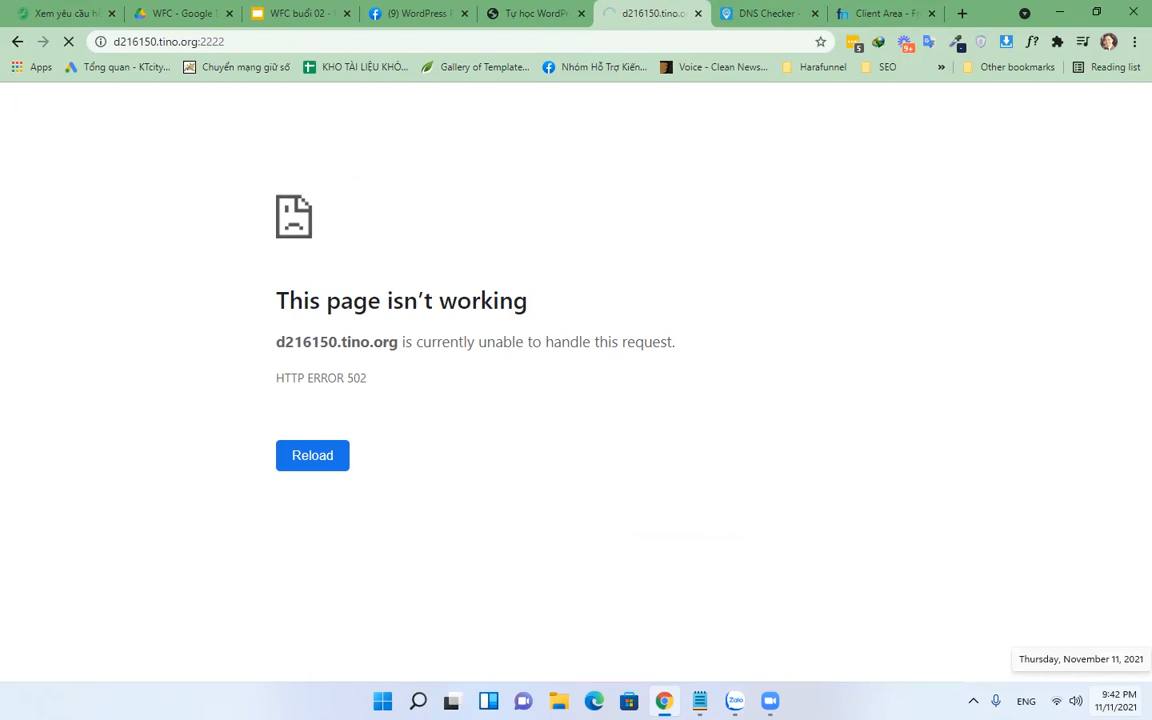 Xem yêu cầu h
WFC - Google
WFC buổi 02 -
(9) WordPress
Tự học WordP
d216150.tino.o
DNS Checker -
Client Area - F
d216150.tino.org:2222
5
9+
f?
Apps
Tổng quan - KTcity...
Chuyển mạng giữ số
KHO TÀI LIỆU KHÓ...
Gallery of Template...
Nhóm Hỗ Trợ Kiến...
Voice - Clean News...
Harafunnel
SEO
»
Other bookmarks
Reading list
This page isn't working
d216150.tino.org is currently unable to handle this request.
HTTP ERROR 502
Reload
Thursday, November 11, 2021
Zalo
ENG
9:42 PM
11/11/2021